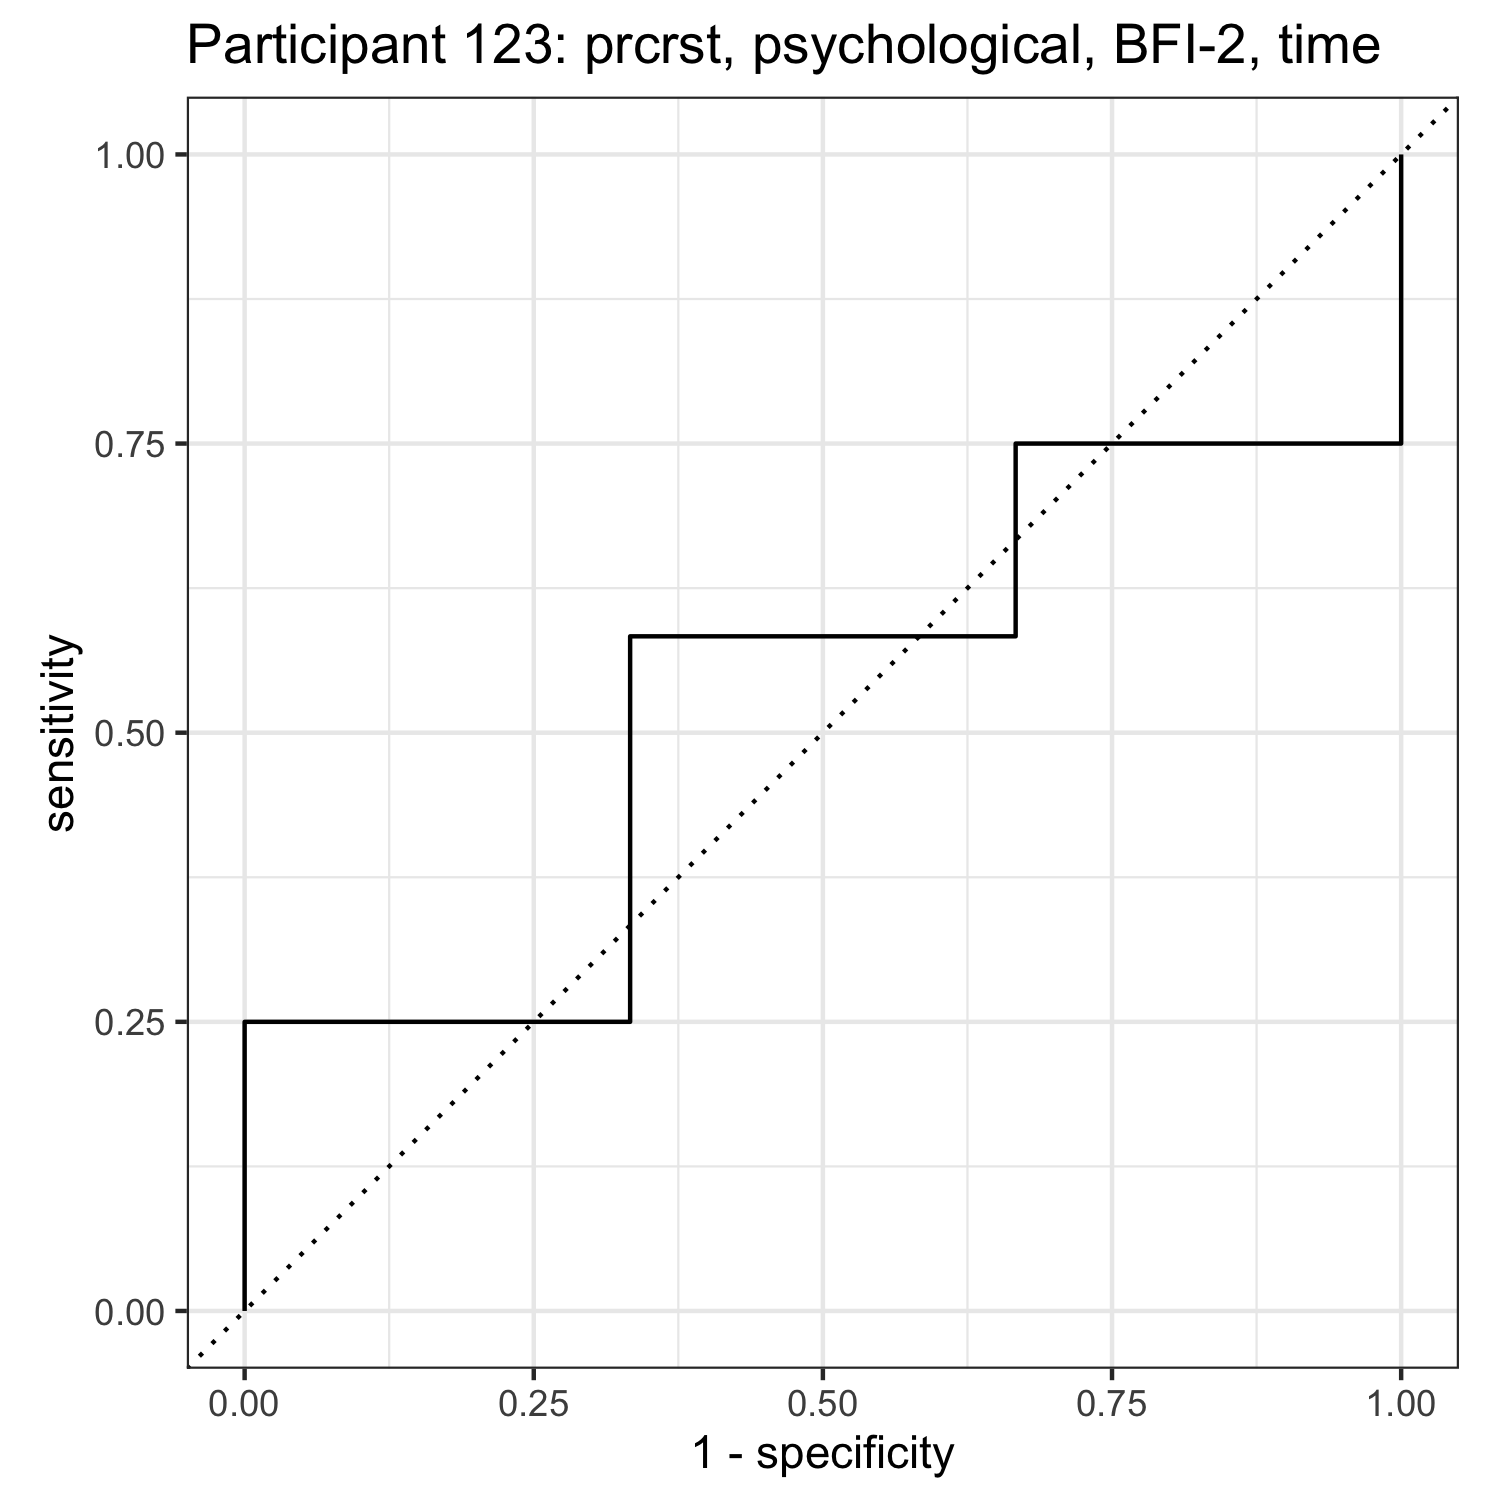 Participant 123: prcrst, psychological, BFI-2, time
1.00
0.75
0.50
0.25
0.00
sensitivity
0.00 0.25 0.50 0.75 1.00
1 - specificity